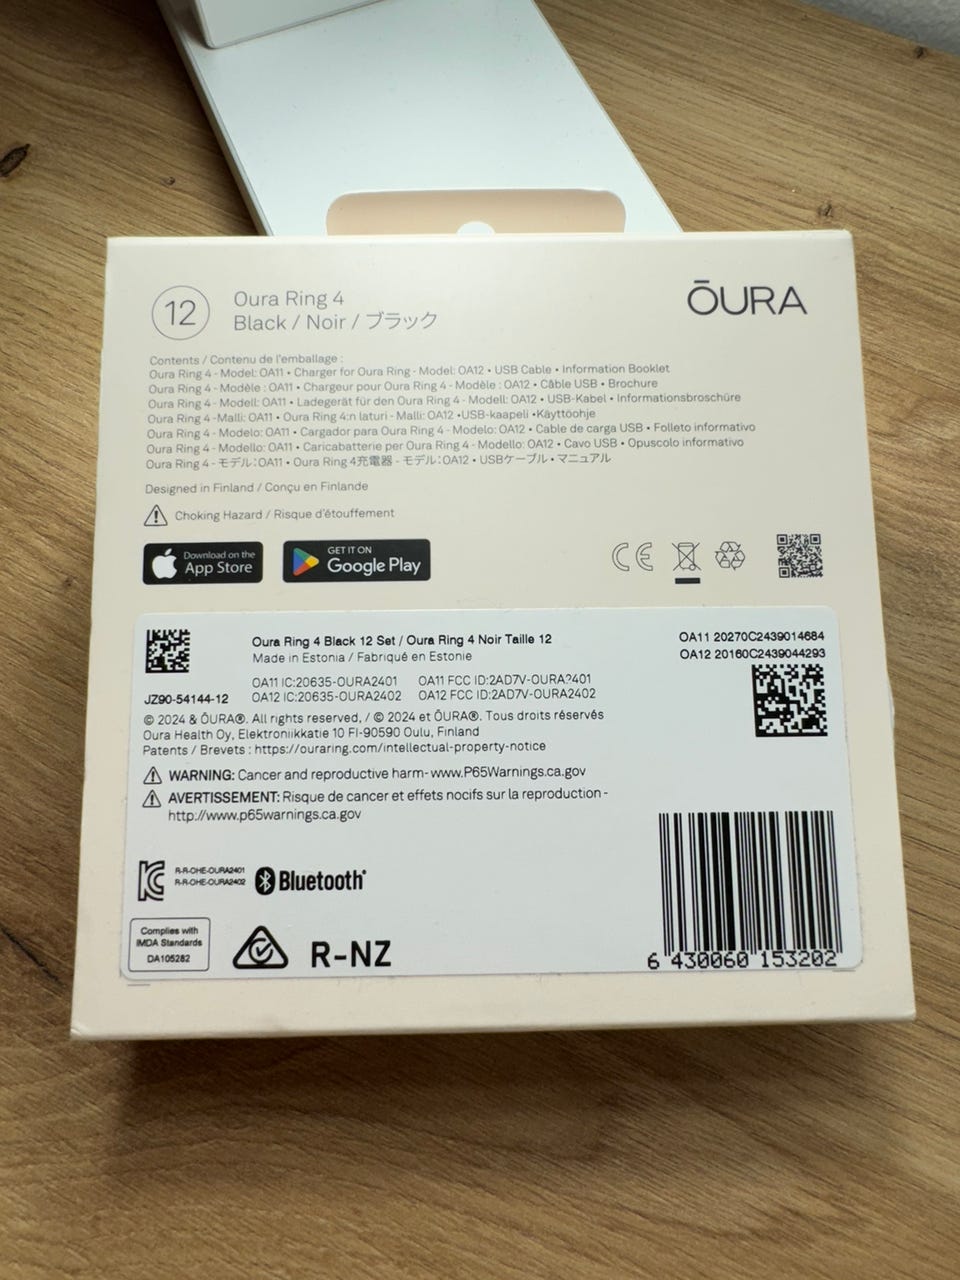 12
Oura Ring 4
Black / Noir / ブラック
ŌURA
Contents / Contenu de l'emballage :
Oura Ring 4 - Model: OA11 • Charger for Oura Ring - Model: OA12 • USB Cable • Information Booklet
Oura Ring 4 - Modèle : OA11 • Chargeur pour Oura Ring 4 - Modèle : OA12 • Câble USB • Brochure
Oura Ring 4 - Modell: OA11 • Ladegerät für den Oura Ring 4 - Modell: OA12 • USB-Kabel • Informationsbroschüre
Oura Ring 4 - Malli: OA11 • Oura Ring 4:n laturi - Malli: OA12 •USB-kaapeli •Käyttöohje
Oura Ring 4 - Modelo: OA11 • Cargador para Oura Ring 4 - Modelo: OA12 • Cable de carga USB • Folleto informativo
Oura Ring 4 - Modello: OA11 • Caricabatterie per Oura Ring 4 - Modello: OA12 • Cavo USB • Opuscolo informativo
Oura Ring 4 - モデル：OA11 • Oura Ring 4充電器 - モデル：OA12 • USBケーブル • マニュアル
Designed in Finland / Conçu en Finlande
Choking Hazard / Risque d'étouffement
Download on the
App Store
GET IT ON
Google Play
CE
Oura Ring 4 Black 12 Set / Oura Ring 4 Noir Taille 12
Made in Estonia / Fabriqué en Estonie
OA11 20270C2439014684
OA12 20160C2439044293
JZ90-54144-12
OA11 IC:20635-OURA2401 OA11 FCC ID:2AD7V-OURA2401
OA12 IC:20635-OURA2402 OA12 FCC ID:2AD7V-OURA2402
© 2024 & ŌURA®. All rights reserved, / © 2024 et ŌURA®. Tous droits réservés
Oura Health Oy, Elektroniikkatie 10 FI-90590 Oulu, Finland
Patents / Brevets : https://ouraring.com/intellectual-property-notice
WARNING: Cancer and reproductive harm- www.P65Warnings.ca.gov
AVERTISSEMENT: Risque de cancer et effets nocifs sur la reproduction -
http://www.p65warnings.ca.gov
R-R-OHE-OURA2401
R-R-OHE-OURA2402
Bluetooth®
Complies with
IMDA Standards
DA105282
R-NZ
6 430060 153202